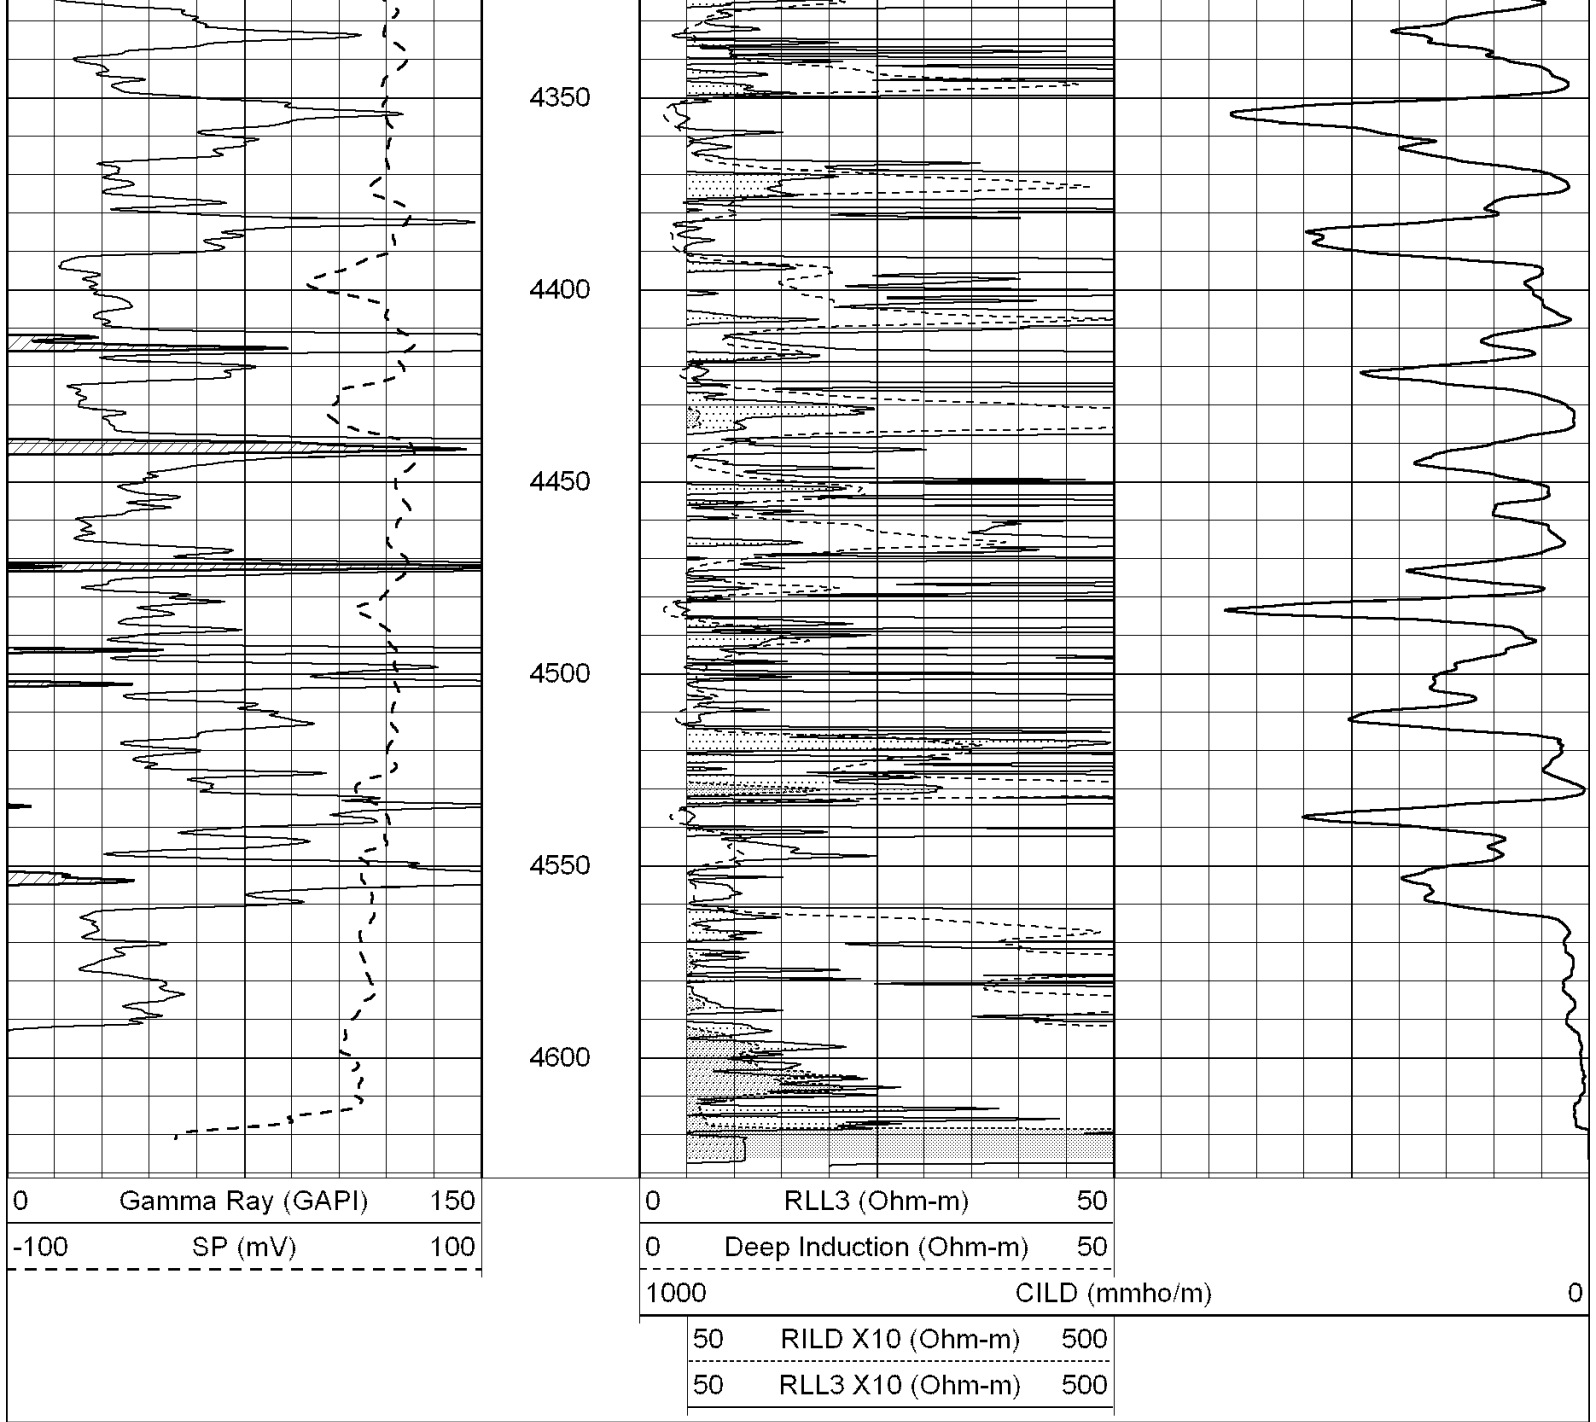 4350
4400
4450
4500
4550
4600
0 Gamma Ray (GAPI) 150
-100 SP (mV) 100
0 RLL3 (Ohm-m) 50
0 Deep Induction (Ohm-m) 50
1000 CILD (mmho/m) 0
50 RILD X10 (Ohm-m) 500
50 RLL3 X10 (Ohm-m) 500